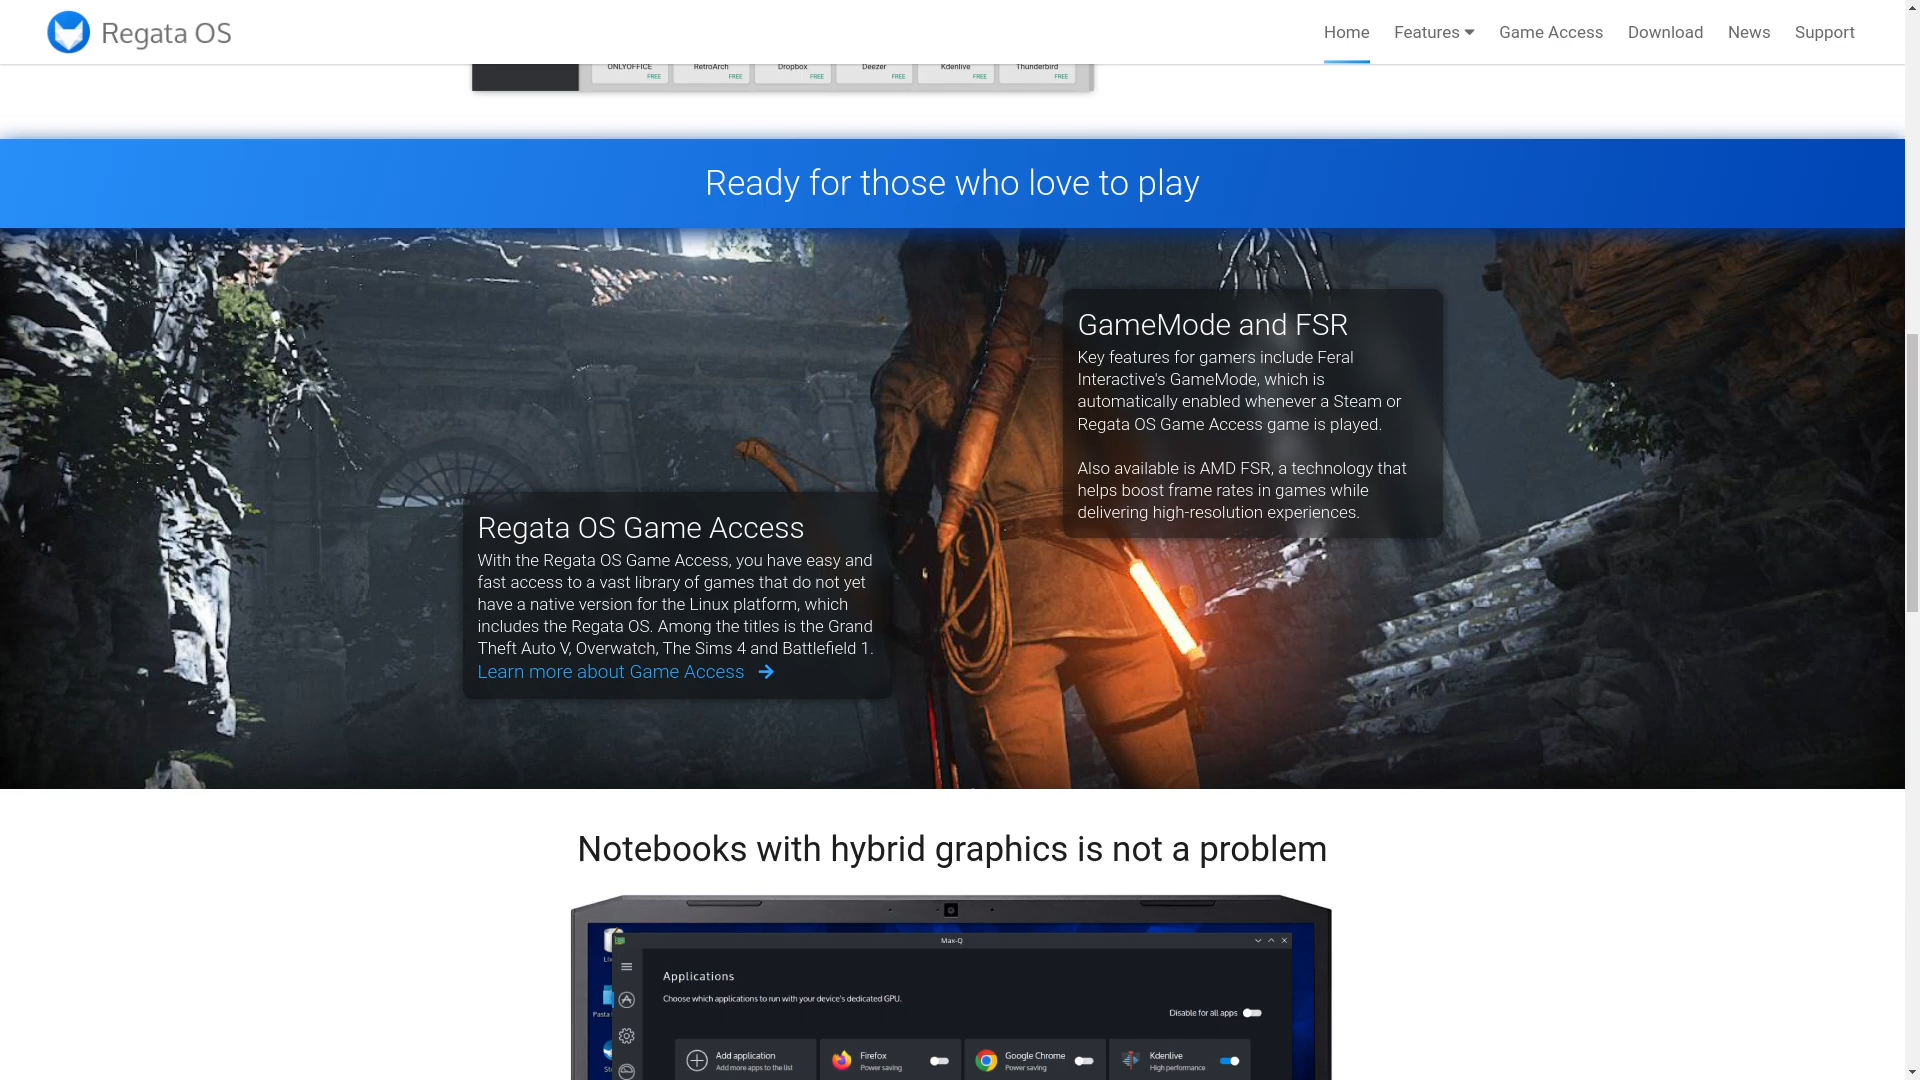 Regata OS
Home
Features
Game Access
Download
News
Support
ONLYOFFICE
RetroArch
Dropbox
Deezer
Kdenlive
Thunderbird
FREE
FREE
FREE
FREE
FREE
FREE
Ready for those who love to play
GameMode and FSR
Key features for gamers include Feral
Interactive's GameMode, which is
automatically enabled whenever a Steam or
Regata OS Game Access game is played.
Also available is AMD FSR, a technology that
helps boost frame rates in games while
delivering high-resolution experiences.
Regata OS Game Access
With the Regata OS Game Access, you have easy and
fast access to a vast library of games that do not yet
have a native version for the Linux platform, which
includes the Regata OS. Among the titles is the Grand
Theft Auto V, Overwatch, The Sims 4 and Battlefield 1.
Learn more about Game Access
Notebooks with hybrid graphics is not a problem
Max-Q
Applications
Choose which applications to run with your device's dedicated GPU.
Disable for all apps
Pasta
Add application
Add more apps to the list
Firefox
Power saving
Google Chrome
Power saving
Kdenlive
High performance